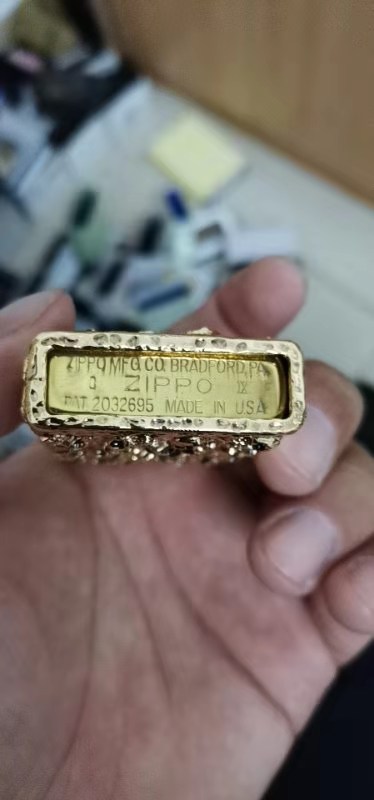 ZIPPO MFG. CO. BRADFORD, PA.
ZIPPO IX
PAT. 2032695 MADE IN USA